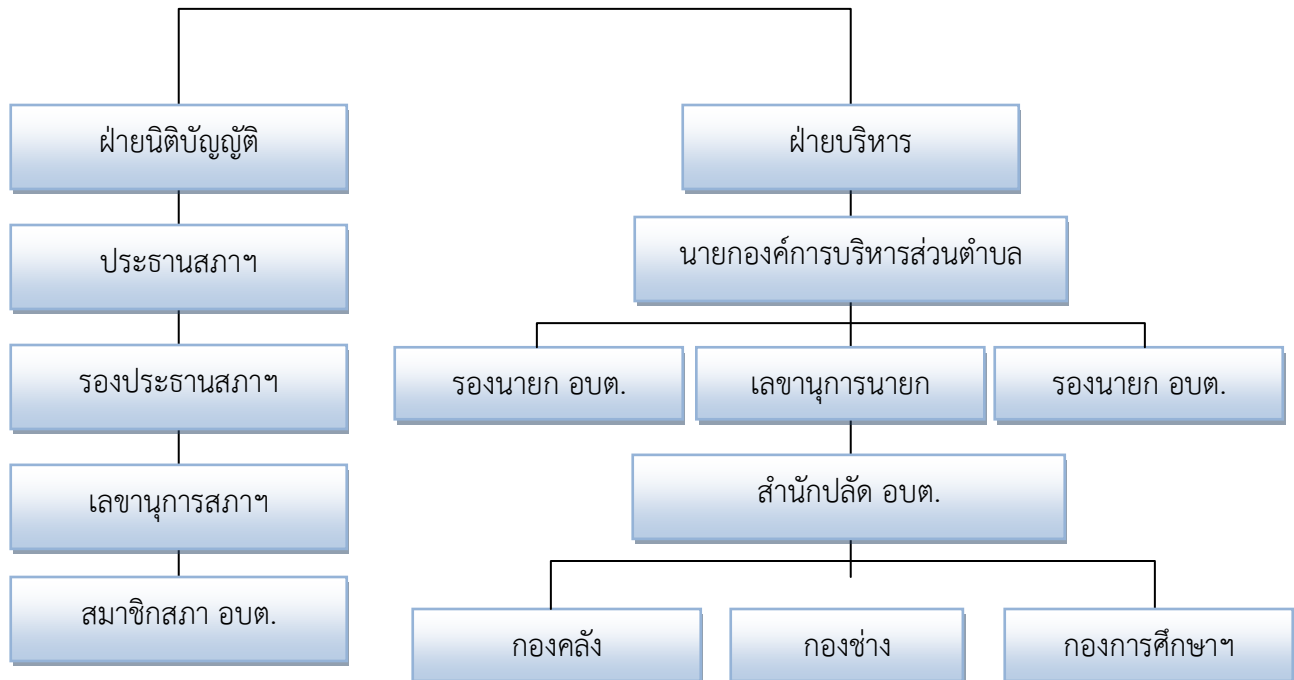 ฝ่ายนิติบัญญัติ
ฝ่ายบริหาร
ประธานสภาฯ
นายกองค์การบริหารส่วนตำบล
รองประธานสภาฯ
รองนายก อบต.
เลขานุการนายก
รองนายก อบต.
เลขานุการสภาฯ
สำนักปลัด อบต.
สมาชิกสภา อบต.
กองคลัง
กองช่าง
กองการศึกษาฯ